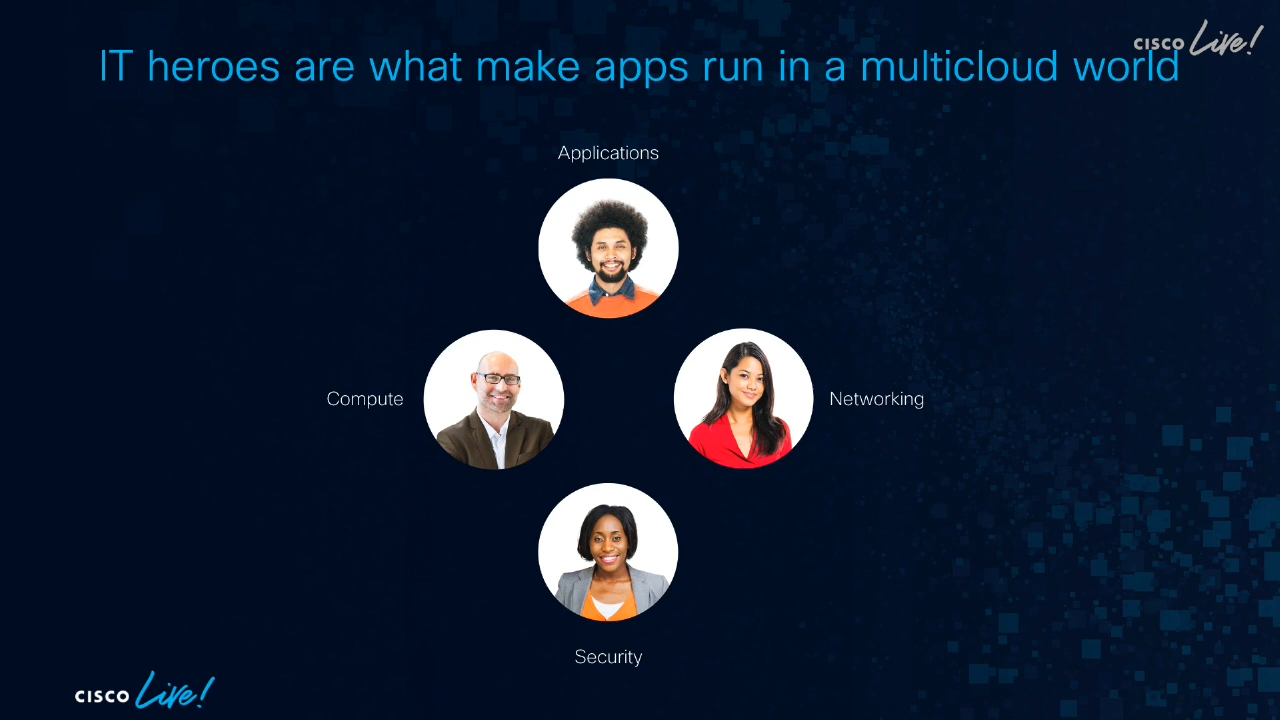 CISCO Live!
IT heroes are what make apps run in a multicloud world
Applications
Compute
Networking
Security
CISCO Live!